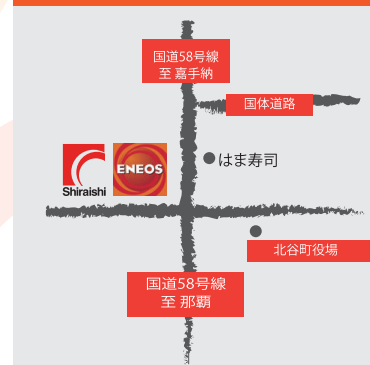 国道58号線
至 嘉手納
国体道路
はま寿司
Shiraishi
ENEOS
北谷町役場
国道58号線
至 那覇